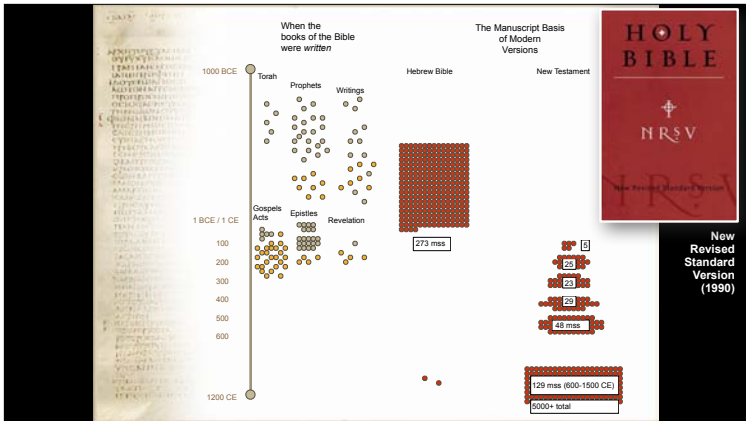 When the
books of the Bible
were written
The Manuscript Basis
of Modern
Versions
Hebrew Bible
New Testament
1000 BCE
Torah
Prophets
Writings
Gospels
Acts
Epistles
Revelation
1 BCE / 1 CE
100
200
300
400
500
600
1200 CE
273 mss
5
25
23
29
48 mss
129 mss (600-1500 CE)
5000+ total
HOLY
BIBLE
NRSV
NRSV
New Revised Standard Version
New
Revised
Standard
Version
(1990)